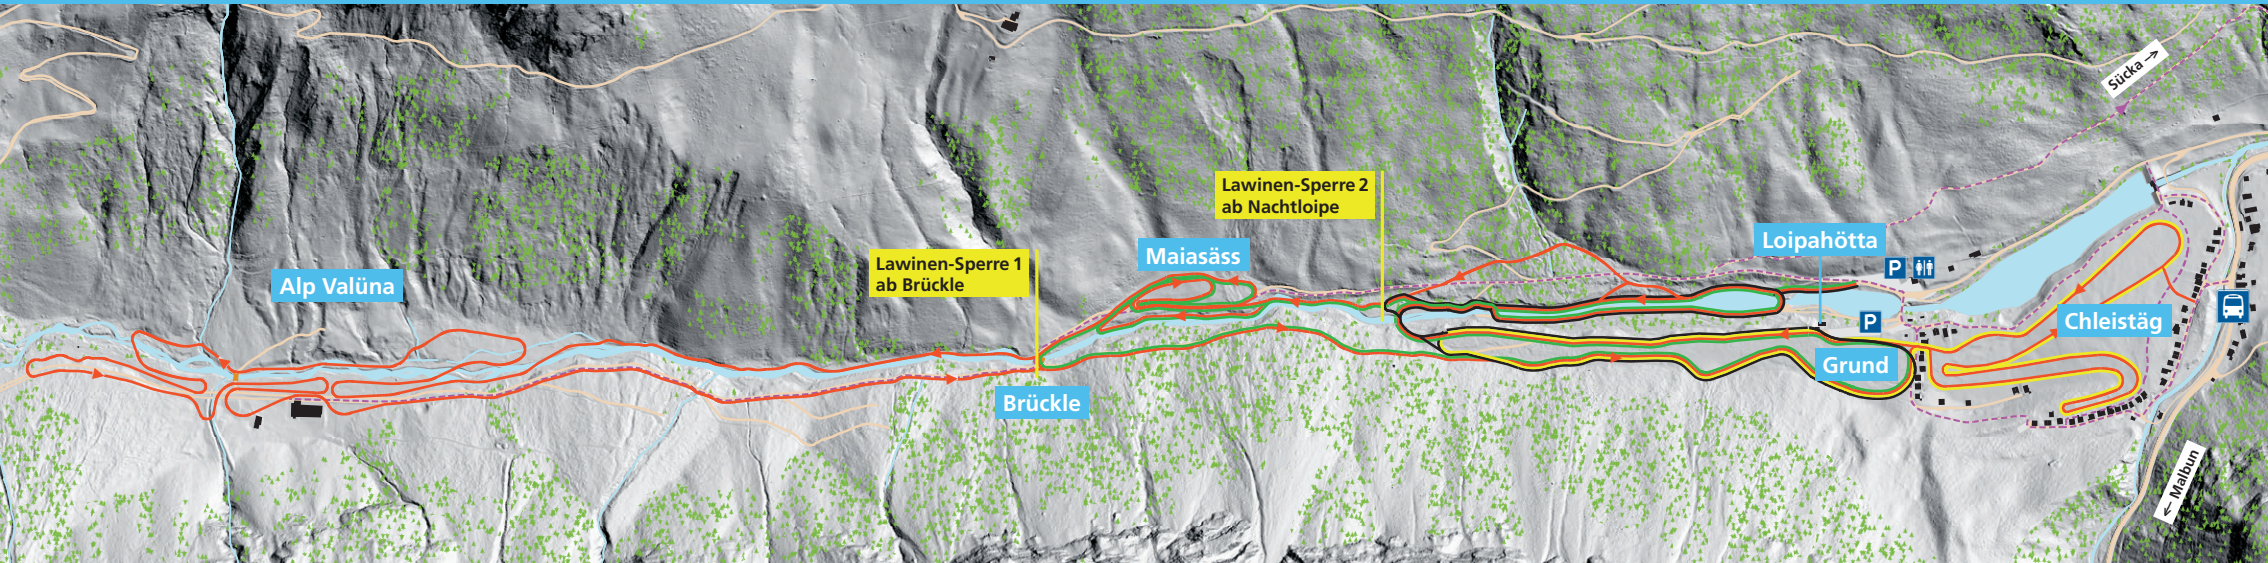 Sücka →
Lawinen-Sperre 2
ab Nachtloipe
Loipahötta
Maiasäss
Lawinen-Sperre 1
ab Brückle
P
Alp Valüna
P
Chleistäg
Grund
Brückle
← Malbun